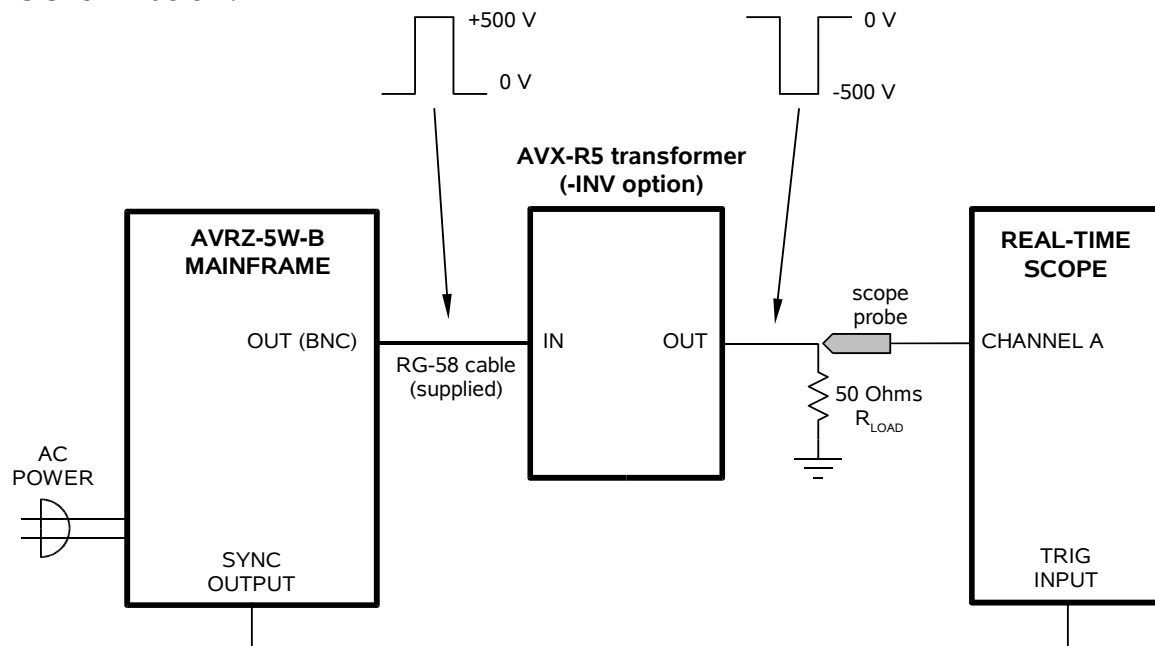 +500 V
0 V
0 V
-500 V
AVX-R5 transformer
(-INV option)
AVRZ-5W-B
MAINFRAME
REAL-TIME
SCOPE
scope
probe
OUT (BNC)
IN
OUT
CHANNEL A
RG-58 cable
(supplied)
50 Ohms
RLOAD
AC
POWER
SYNC
OUTPUT
TRIG
INPUT